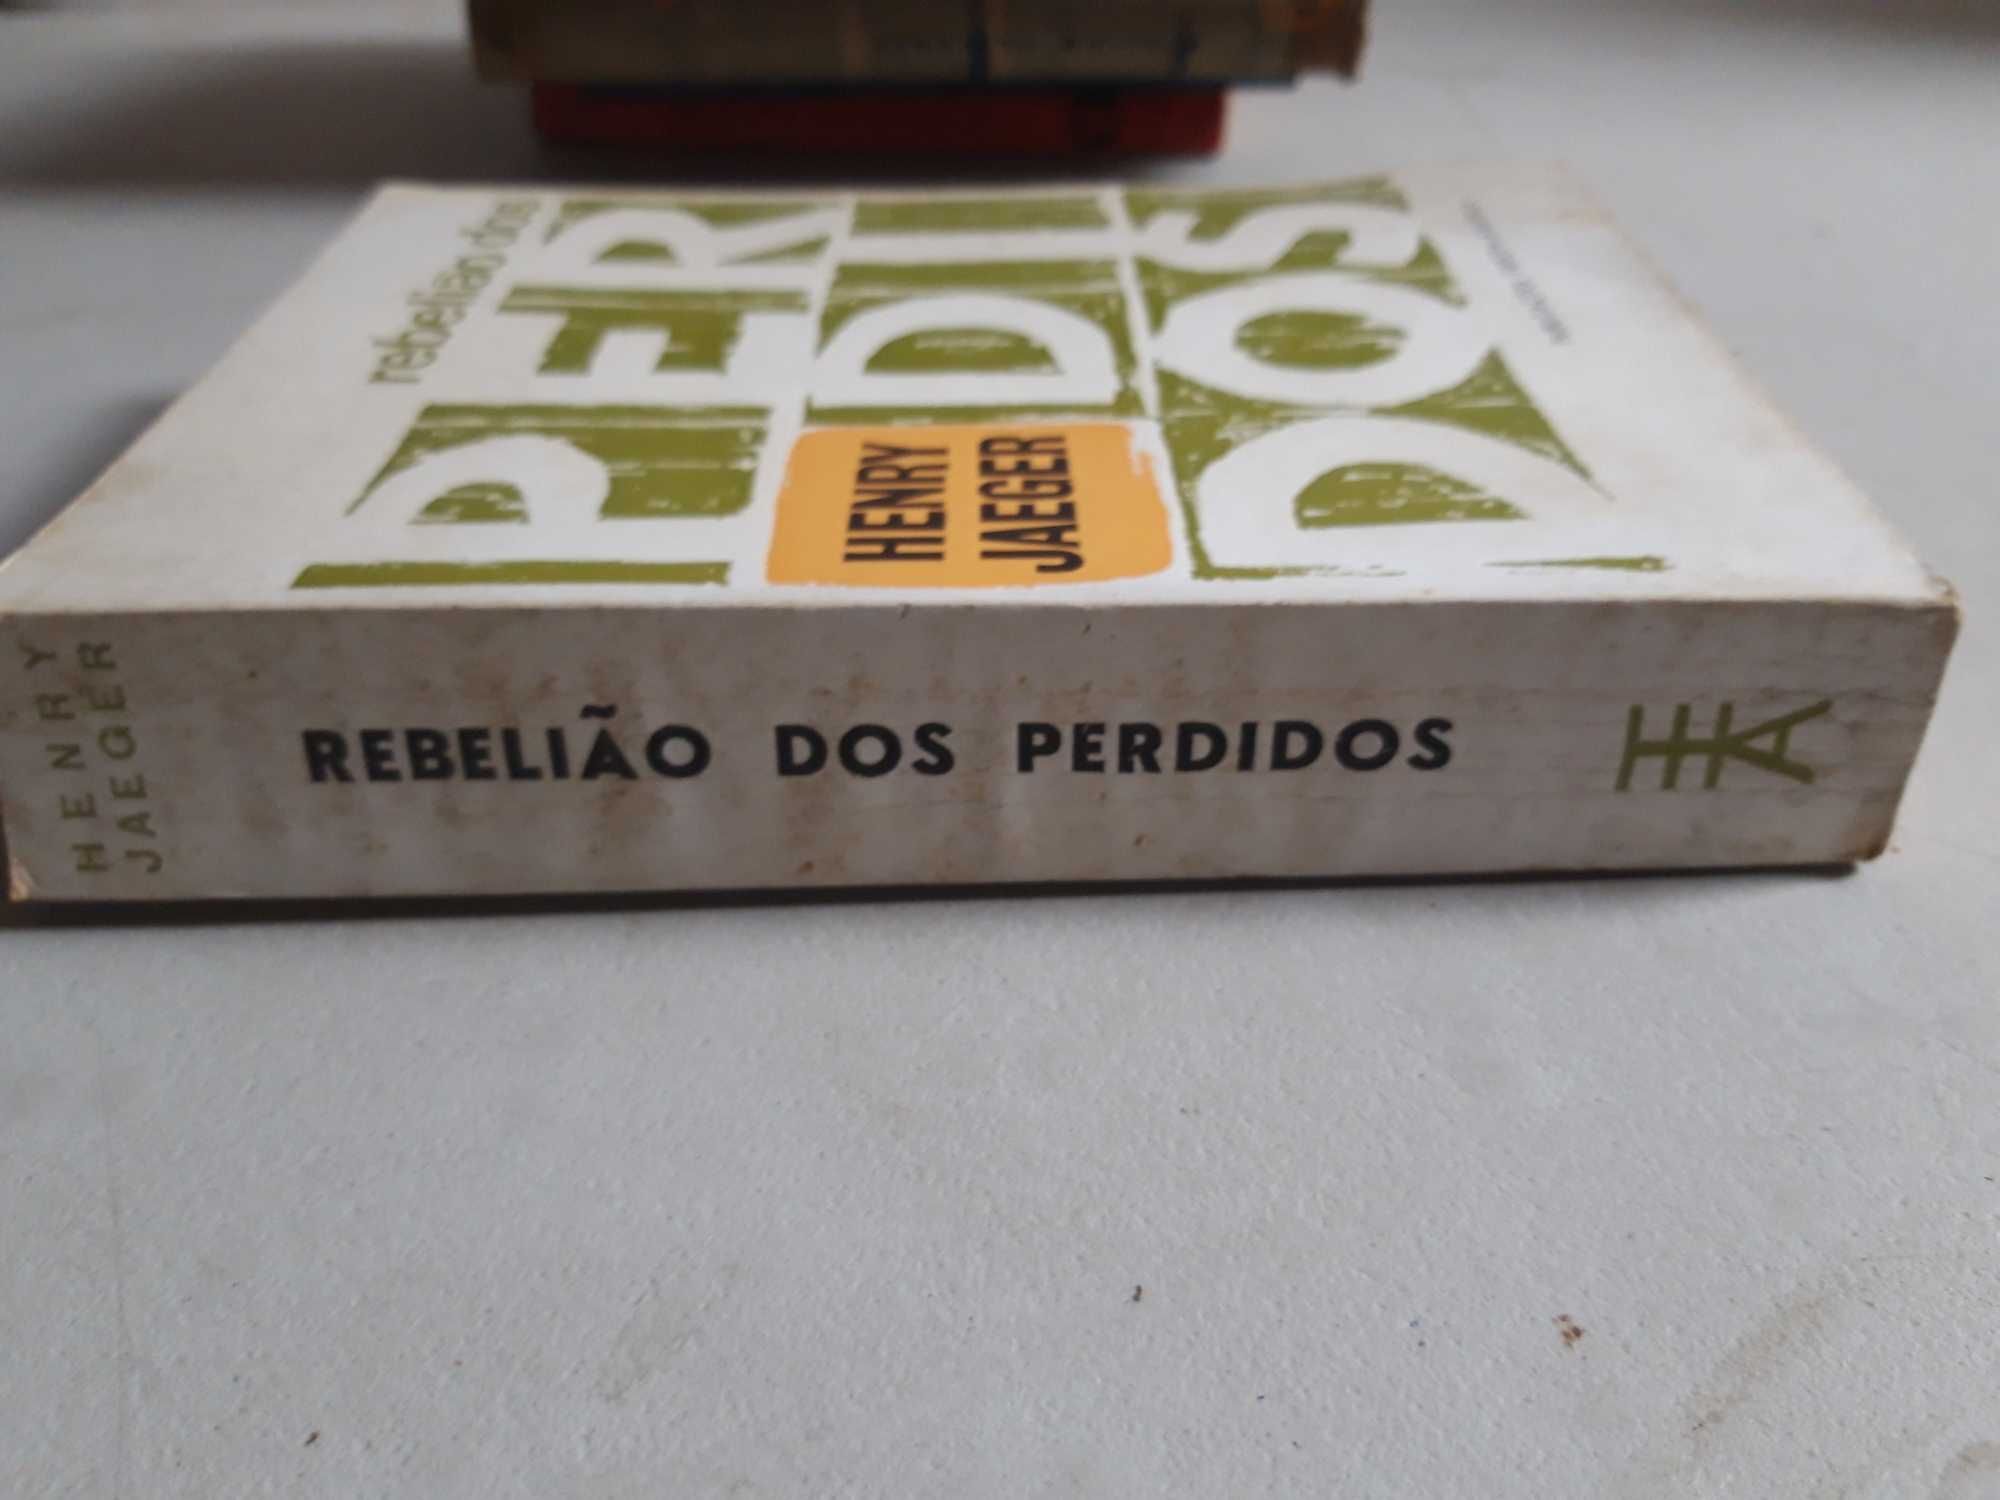 rebelião dos
PER
DI
DOS
HENRY
JAEGER
HENRY
JAEGER
REBELIÃO DOS PERDIDOS